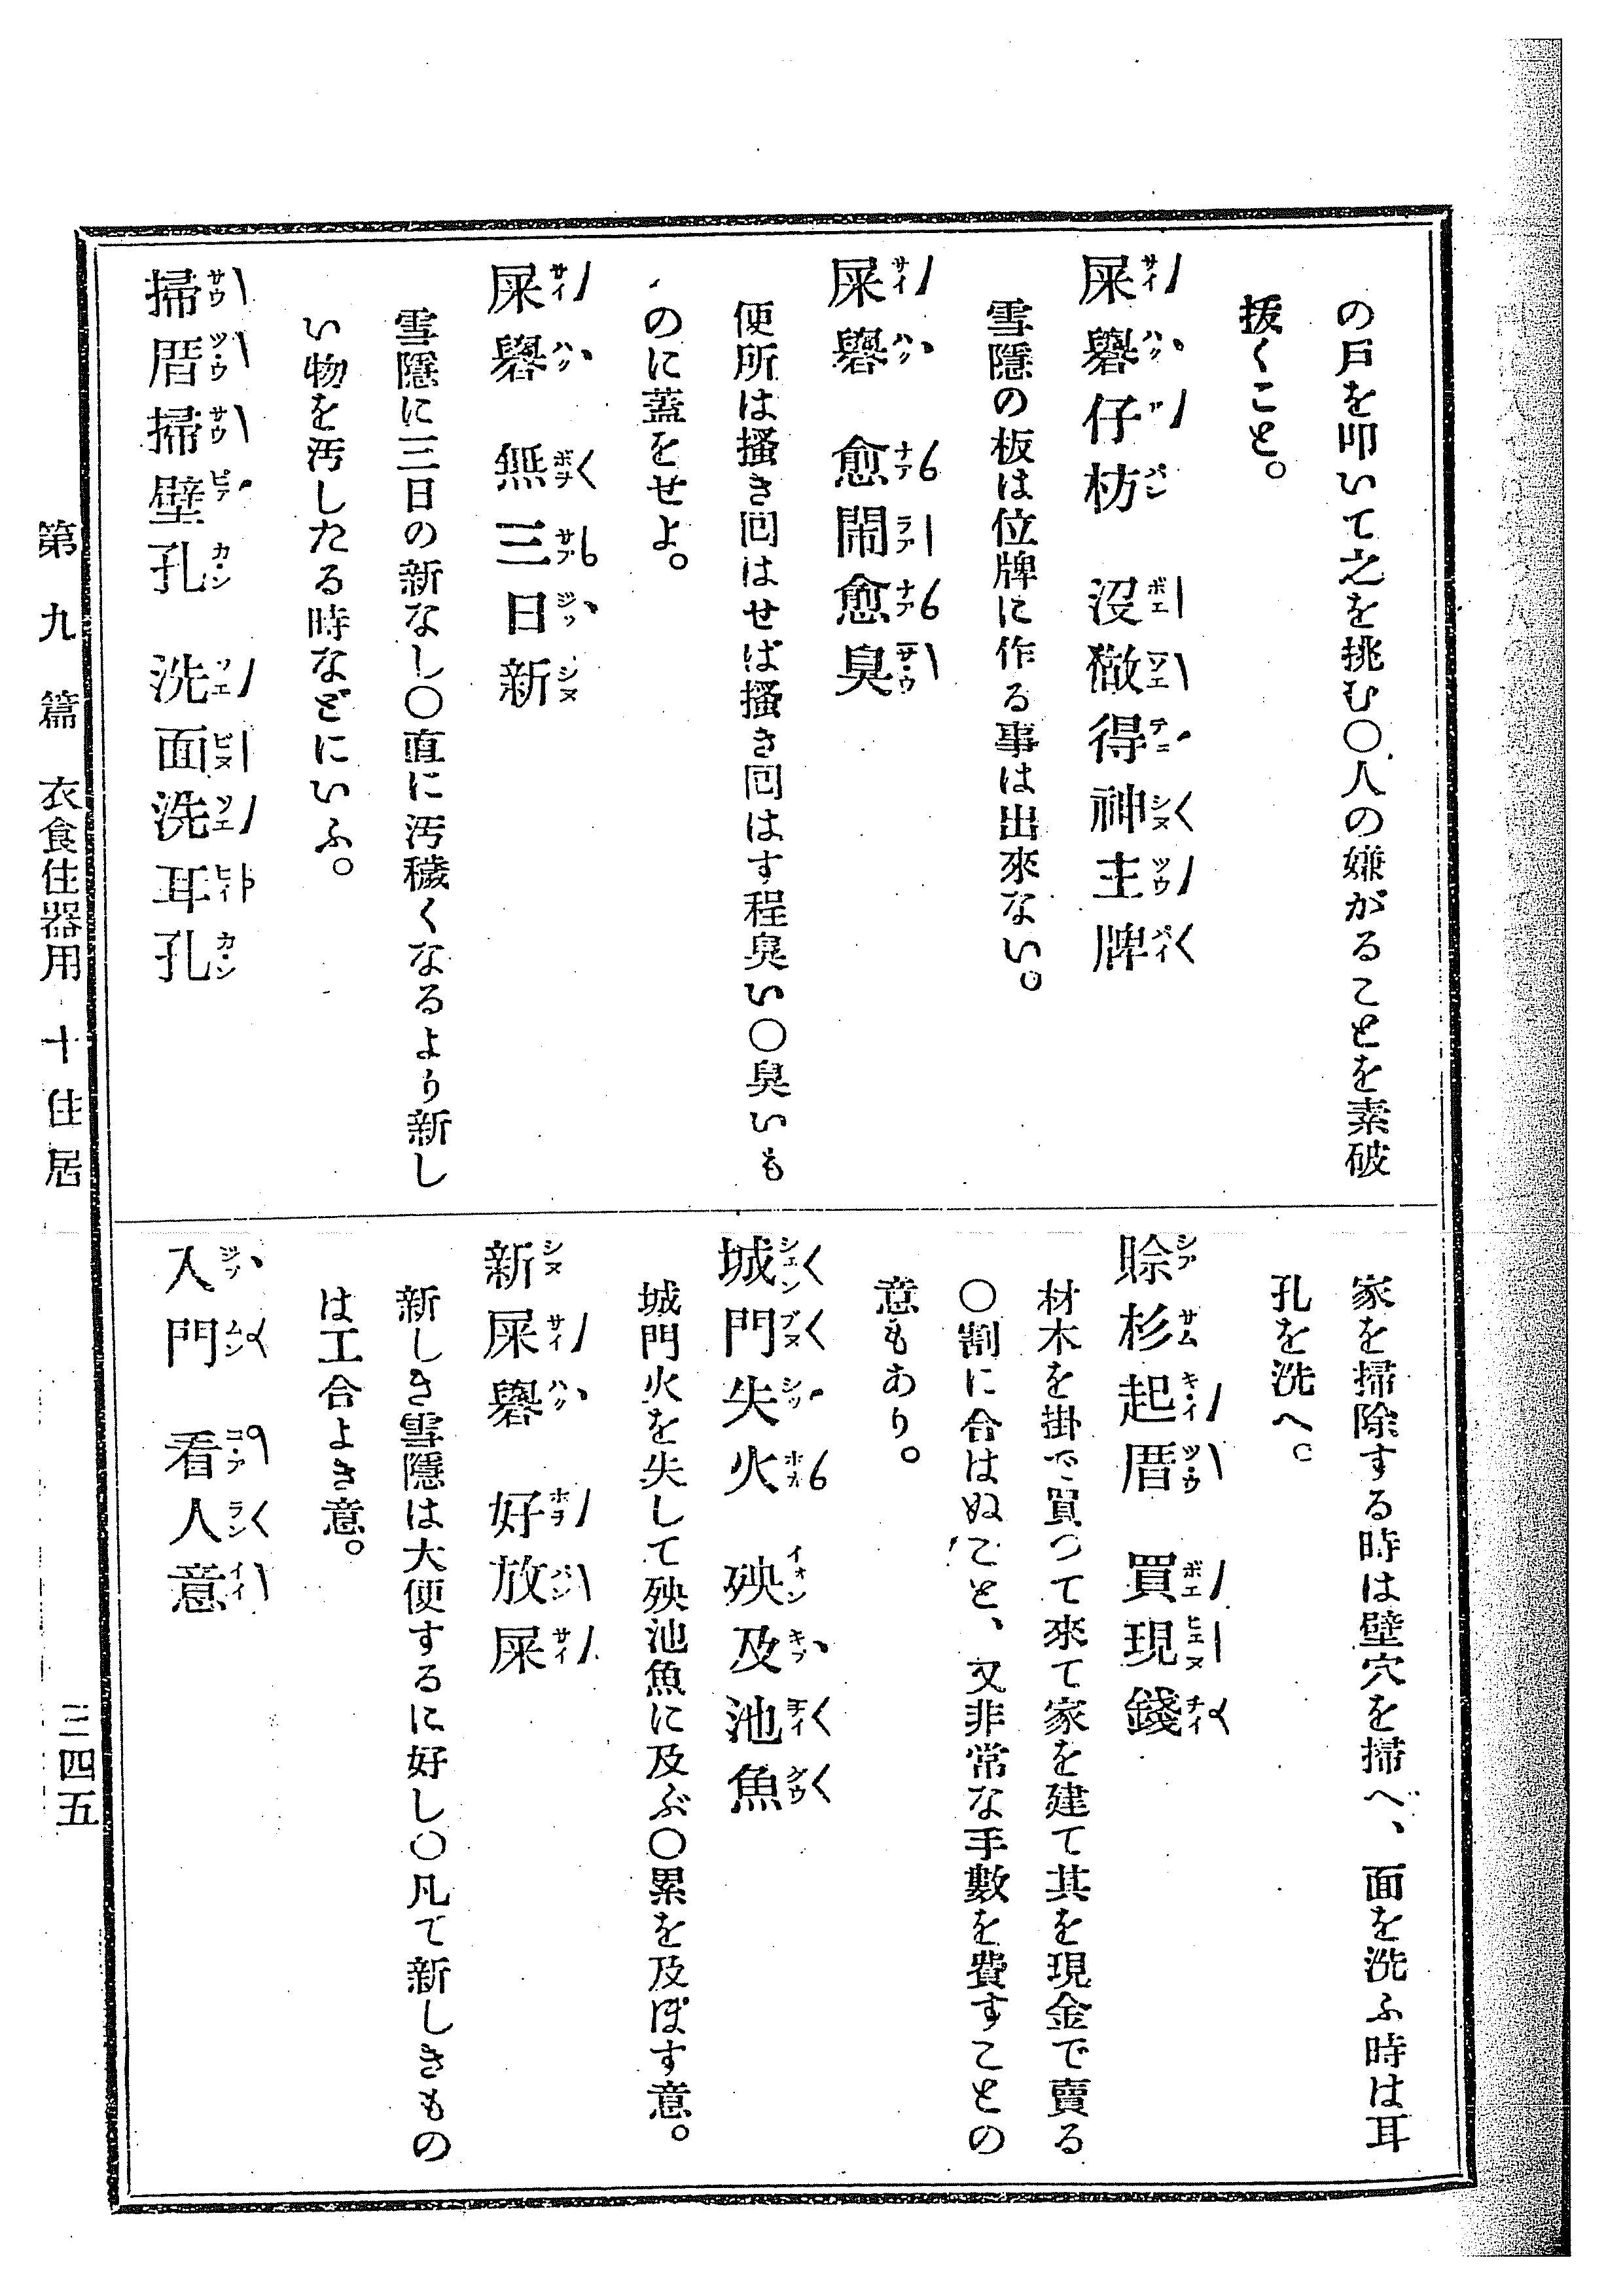 の戸を叩いて之を挑む〇人の嫌がることを素破
拔くこと。
屎礐仔枋　沒𣫴得神主牌
雪隱の板は位牌に作る事は出來ない。
屎礐　愈鬧愈臭
便所は搔き囘はせば搔き囘はす程臭い〇臭いも
のに蓋をせよ。
屎礐　無三日新
雪隱に三日の新なし〇直に汚穢くなるより新し
い物を汚したる時などにいふ。
掃厝掃壁孔　洗面洗耳孔
家を掃除する時は壁穴を掃へ、面を洗ふ時は耳
孔を洗へ。
賒杉起厝　買現錢
材木を掛で買つて來て家を建て其を現金で賣る
〇割に合はぬこと、又非常な手數を費すことの
意もあり。
城門失火　殃及池魚
城門火を失して殃池魚に及ぶ〇累を及ぼす意。
新屎礐　好放屎
新しき雪隱は大便するに好し〇凡て新しきもの
は工合よき意。
入門　看人意
第九篇　衣食住器用　十住居
三四五